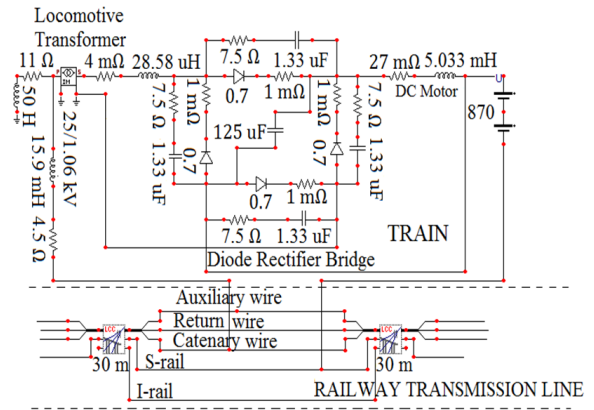 Locomotive
Transformer
11 Ω
4 mΩ
28.58 uH
7.5 Ω
1.33 uF
27 mΩ
5.033 mH
DC Motor
U
0.7
1 mΩ
50 H
25/1.06 kV
7.5 Ω
1.33 uF
1 mΩ
0.7
125 uF
1 mΩ
0.7
7.5 Ω
1.33 uF
870
15.9 mH
4.5 Ω
0.7
1 mΩ
7.5 Ω
1.33 uF
TRAIN
Diode Rectifier Bridge
Auxiliary wire
Return wire
Catenary wire
LCC
LCC
30 m
30 m
S-rail
I-rail
RAILWAY TRANSMISSION LINE